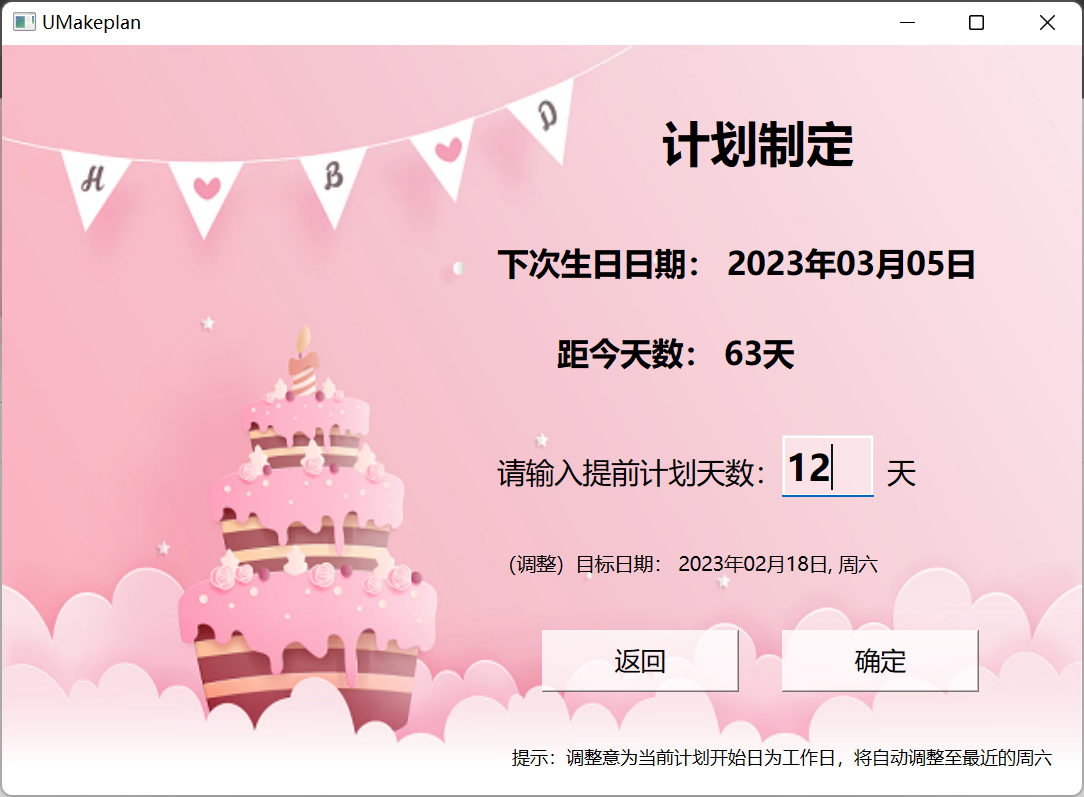 UMakeplan
H B D
计划制定
下次生日日期： 2023年03月05日
距今天数： 63天
请输入提前计划天数： 12 天
（调整）目标日期： 2023年02月18日, 周六
返回 确定
提示：调整意为当前计划开始日为工作日，将自动调整至最近的周六